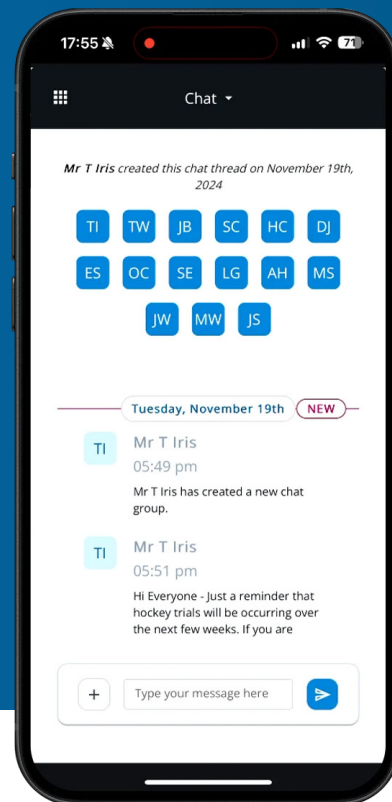 17:55
71
Chat
Mr T Iris created this chat thread on November 19th,
2024
TI TW JB SC HC DJ
ES OC SE LG AH MS
JW MW JS
Tuesday, November 19th NEW
TI Mr T Iris
05:49 pm
Mr T Iris has created a new chat
group.
TI Mr T Iris
05:51 pm
Hi Everyone - Just a reminder that
hockey trials will be occurring over
the next few weeks. If you are
+ Type your message here